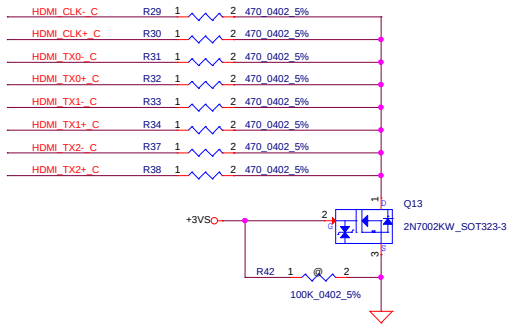 HDMI_CLK-_C R29 1 2 470_0402_5%
HDMI_CLK+_C R30 1 2 470_0402_5%
HDMI_TX0-_C R31 1 2 470_0402_5%
HDMI_TX0+_C R32 1 2 470_0402_5%
HDMI_TX1-_C R33 1 2 470_0402_5%
HDMI_TX1+_C R34 1 2 470_0402_5%
HDMI_TX2-_C R37 1 2 470_0402_5%
HDMI_TX2+_C R38 1 2 470_0402_5%
1 D Q13
+3VS 2 G 2N7002KW_SOT323-3
S 3
R42 1 @ 2
100K_0402_5%